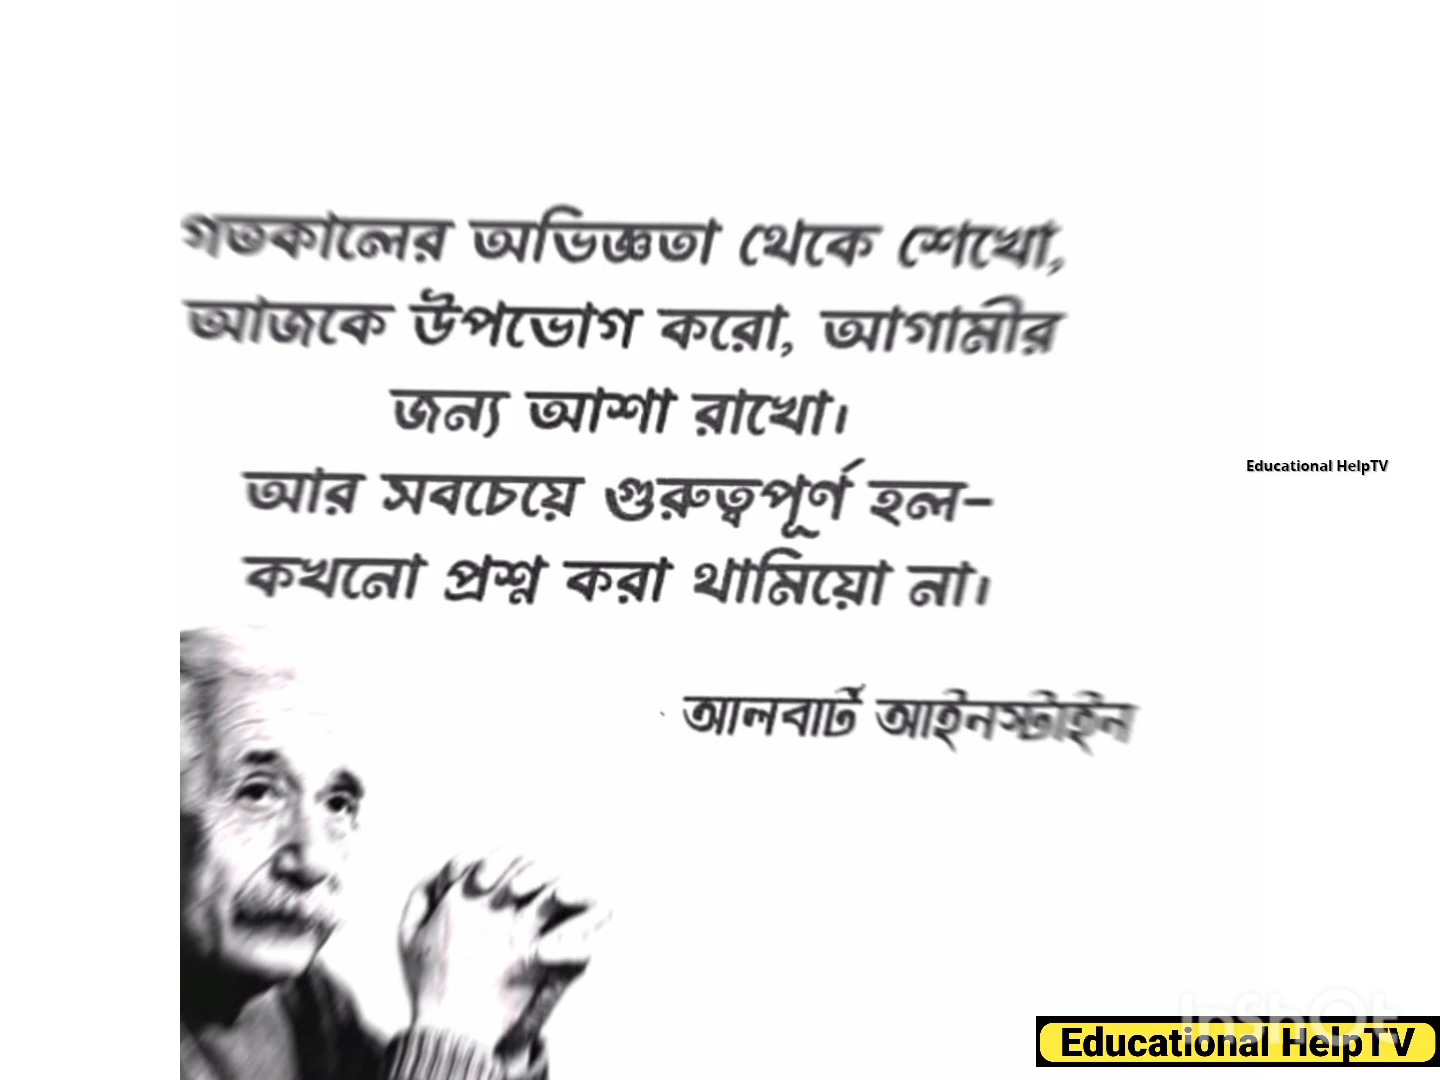 গতকালের অভিজ্ঞতা থেকে শেখো,
আজকে উপভোগ করো, আগামীর
জন্য আশা রাখো।
আর সবচেয়ে গুরুত্বপূর্ণ হল-
কখনো প্রশ্ন করা থামিয়ো না।
আলবার্ট আইনস্টাইন
Educational HelpTV
InShOt
Educational HelpTV